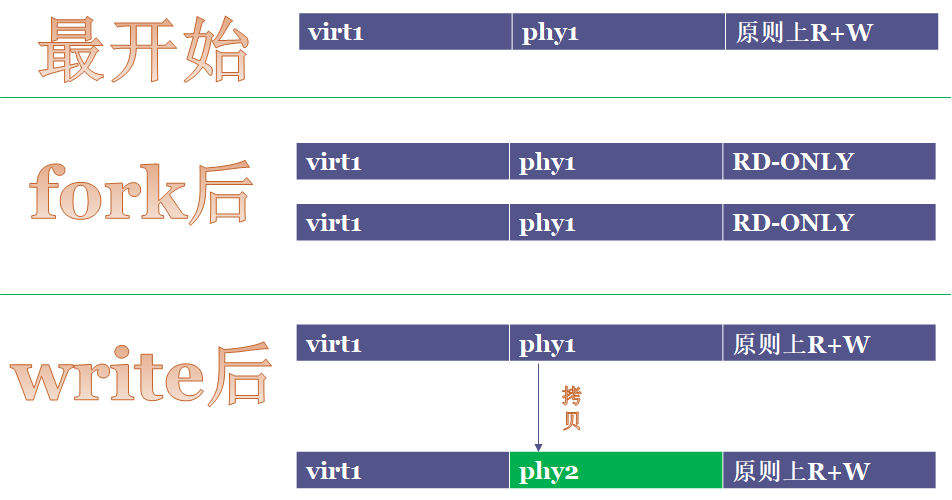 最开始
virt1 phy1 原则上R+W
fork后
virt1 phy1 RD-ONLY
virt1 phy1 RD-ONLY
write后
virt1 phy1 原则上R+W
拷
贝
virt1 phy2 原则上R+W